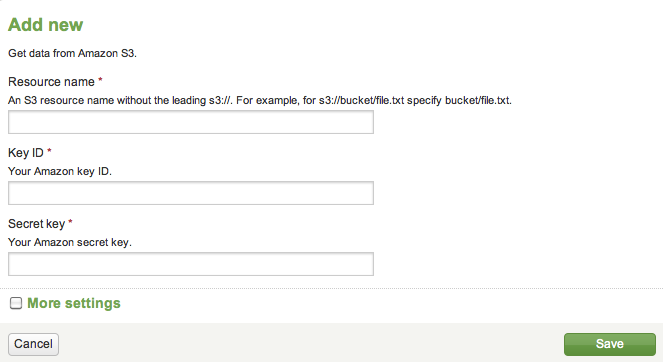 Add new
Get data from Amazon S3.
Resource name *
An S3 resource name without the leading s3://. For example, for s3://bucket/file.txt specify bucket/file.txt.
Key ID *
Your Amazon key ID.
Secret key *
Your Amazon secret key.
More settings
Cancel
Save